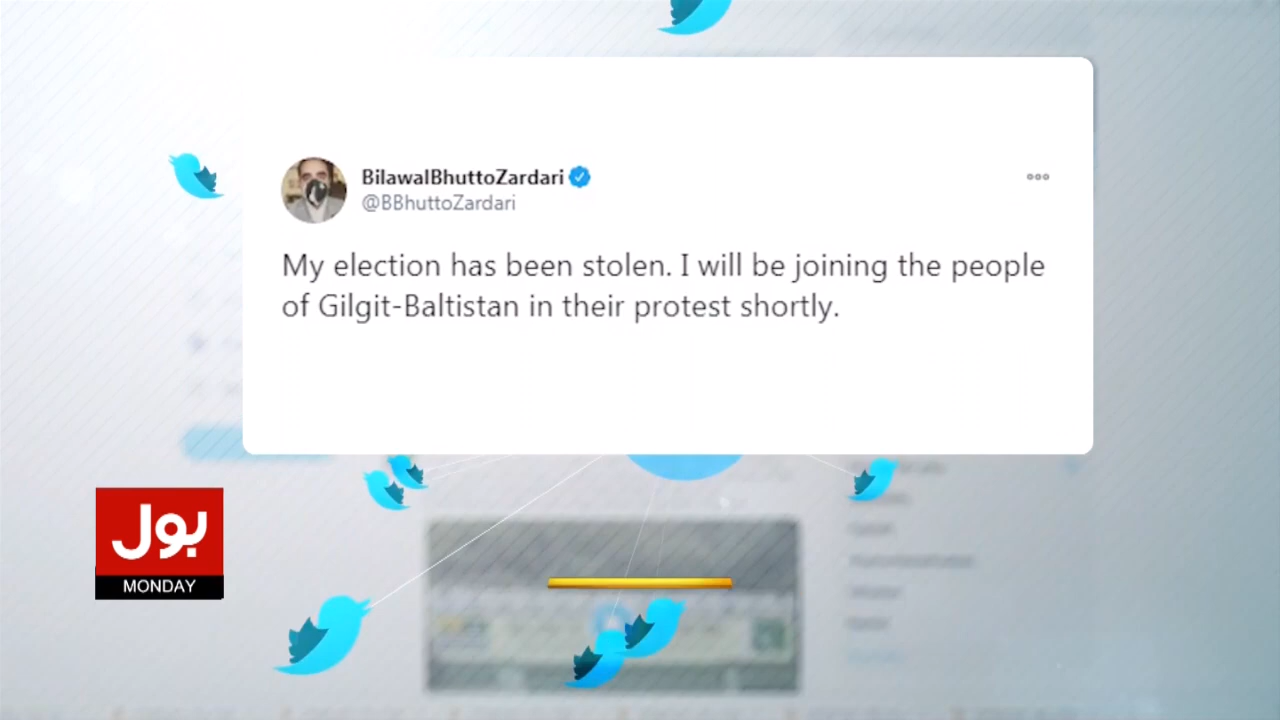 BilawalBhuttoZardari
@BBhuttoZardari
My election has been stolen. I will be joining the people
of Gilgit-Baltistan in their protest shortly.
بول
MONDAY